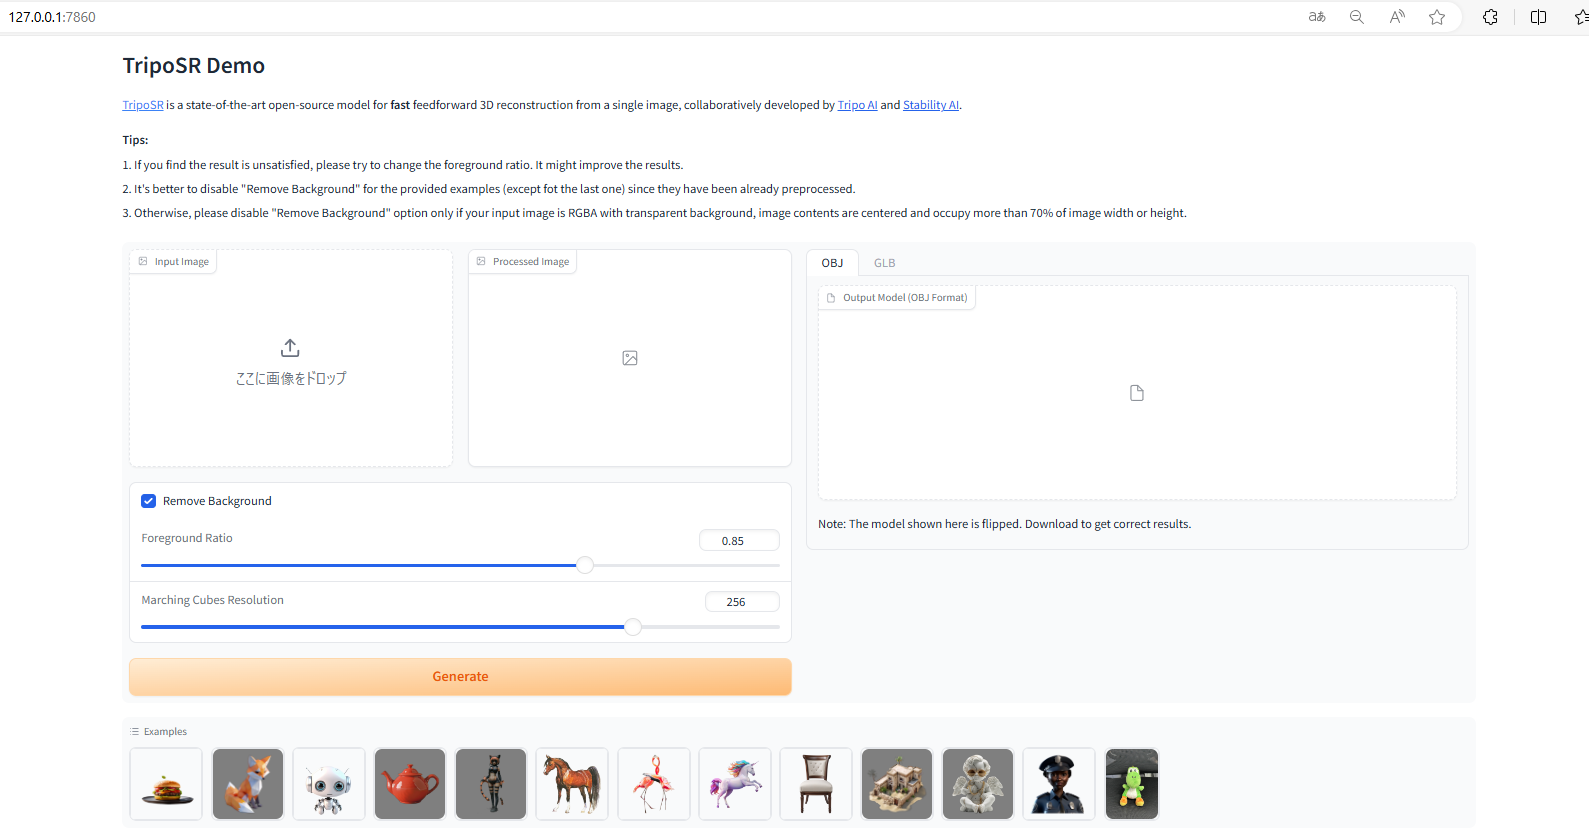 127.0.0.1:7860
TripoSR Demo
TripoSR is a state-of-the-art open-source model for fast feedforward 3D reconstruction from a single image, collaboratively developed by Tripo AI and Stability AI.
Tips:
1. If you find the result is unsatisfied, please try to change the foreground ratio. It might improve the results.
2. It's better to disable "Remove Background" for the provided examples (except fot the last one) since they have been already preprocessed.
3. Otherwise, please disable "Remove Background" option only if your input image is RGBA with transparent background, image contents are centered and occupy more than 70% of image width or height.
Input Image
ここに画像をドロップ
Processed Image
OBJ
GLB
Output Model (OBJ Format)
Note: The model shown here is flipped. Download to get correct results.
Remove Background
Foreground Ratio
0.85
Marching Cubes Resolution
256
Generate
Examples